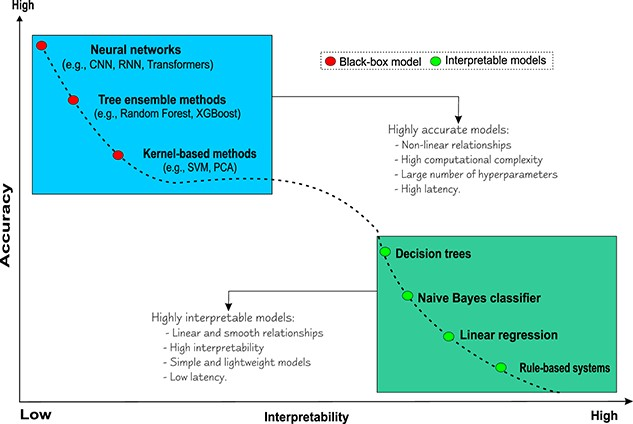 High
Neural networks
(e.g., CNN, RNN, Transformers)
Black-box model
Interpretable models
Tree ensemble methods
(e.g., Random Forest, XGBoost)
Kernel-based methods
(e.g., SVM, PCA)
Highly accurate models:
- Non-linear relationships
- High computational complexity
- Large number of hyperparameters
- High latency.
Accuracy
Decision trees
Naive Bayes classifier
Linear regression
Rule-based systems
Highly interpretable models:
- Linear and smooth relationships
- High interpretability
- Simple and lightweight models
- Low latency.
Low
Interpretability
High